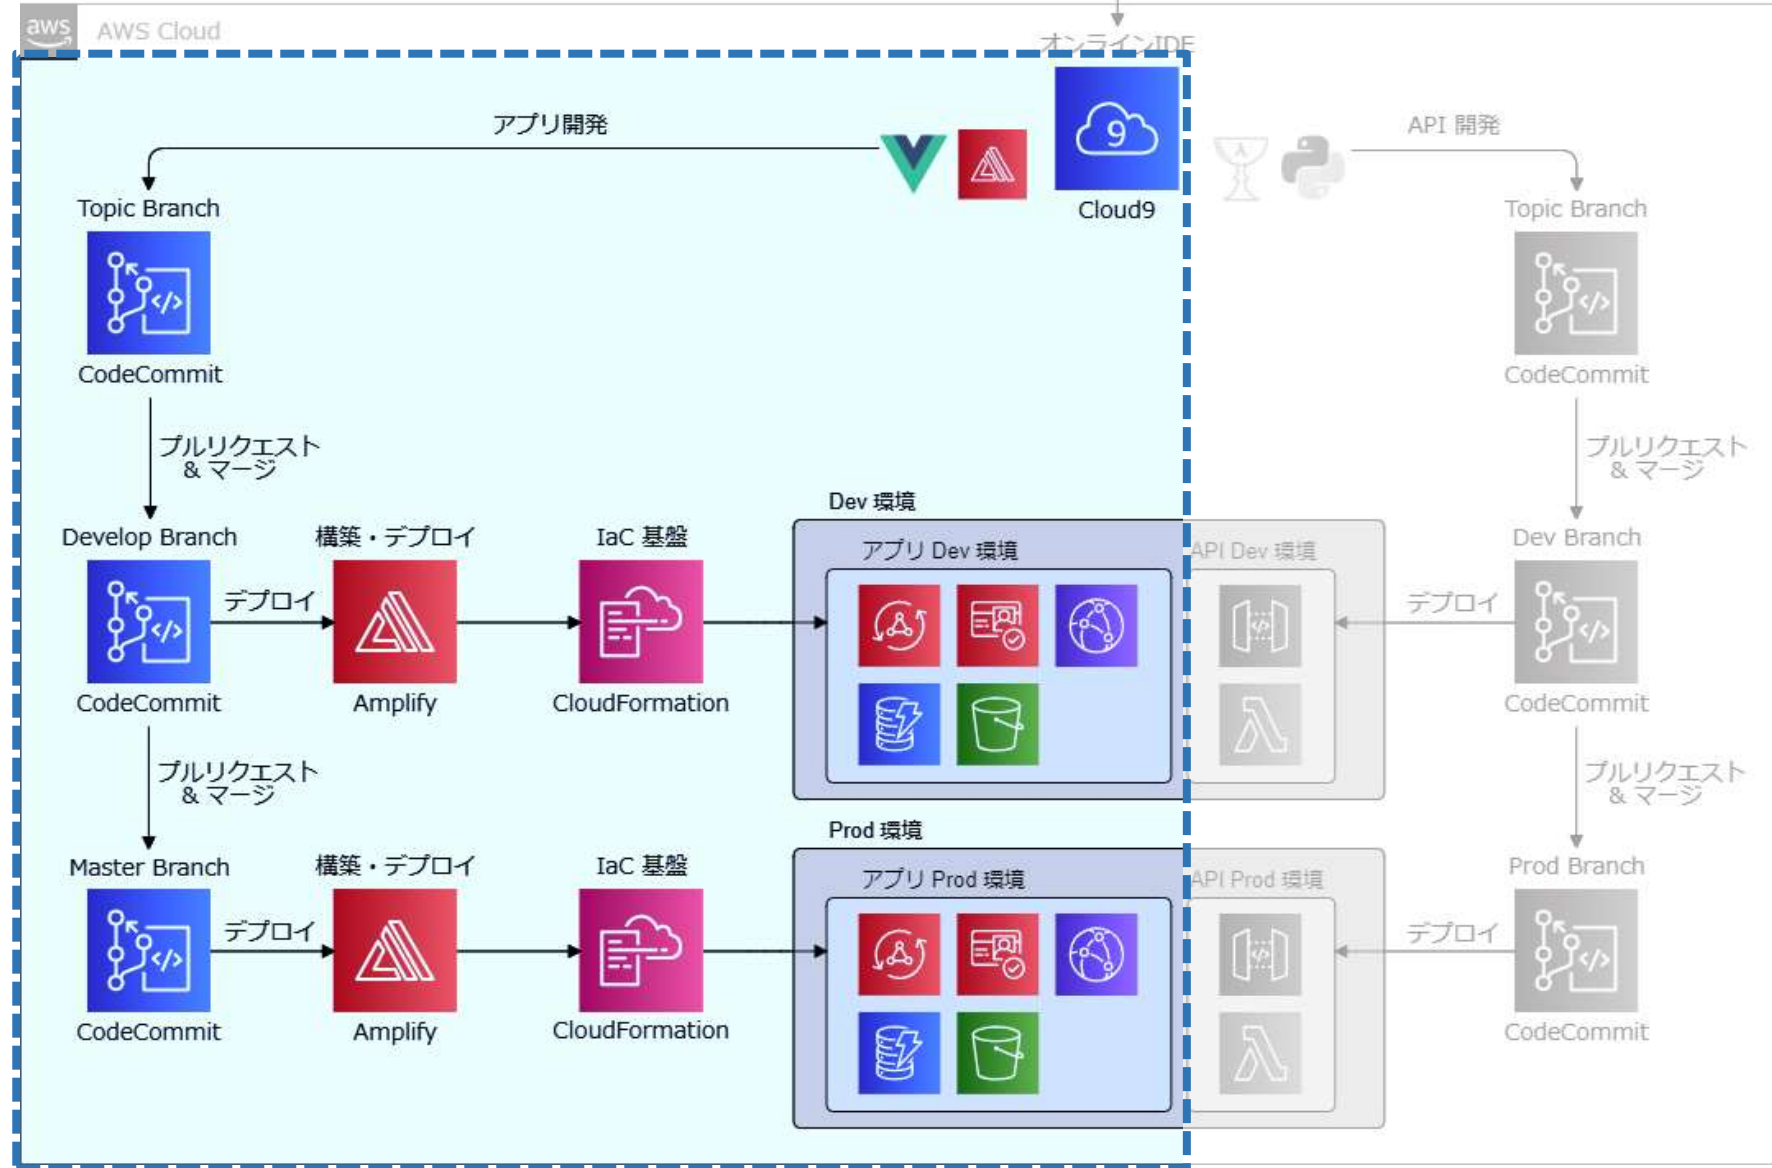 aws
AWS Cloud
オンラインIDE
9
アプリ開発
API 開発
Cloud9
Topic Branch
Topic Branch
CodeCommit
CodeCommit
プルリクエスト
& マージ
プルリクエスト
& マージ
Dev 環境
Develop Branch
構築・デプロイ
IaC 基盤
アプリ Dev 環境
API Dev 環境
Dev Branch
デプロイ
デプロイ
CodeCommit
Amplify
CloudFormation
CodeCommit
プルリクエスト
& マージ
プルリクエスト
& マージ
Prod 環境
Master Branch
構築・デプロイ
IaC 基盤
アプリ Prod 環境
API Prod 環境
Prod Branch
デプロイ
デプロイ
CodeCommit
Amplify
CloudFormation
CodeCommit